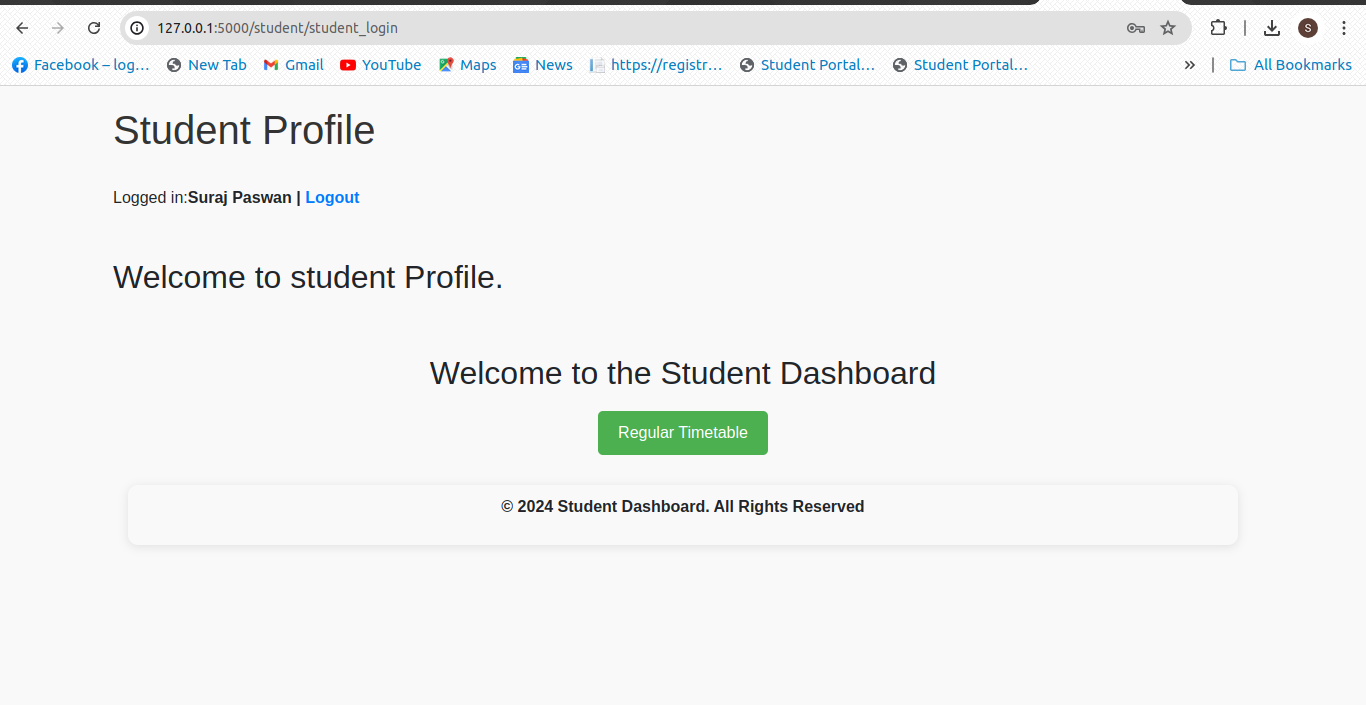 127.0.0.1:5000/student/student_login
S
Facebook – log... New Tab Gmail YouTube Maps News https://registr... Student Portal... Student Portal... » All Bookmarks
Student Profile
Logged in:Suraj Paswan | Logout
Welcome to student Profile.
Welcome to the Student Dashboard
Regular Timetable
© 2024 Student Dashboard. All Rights Reserved